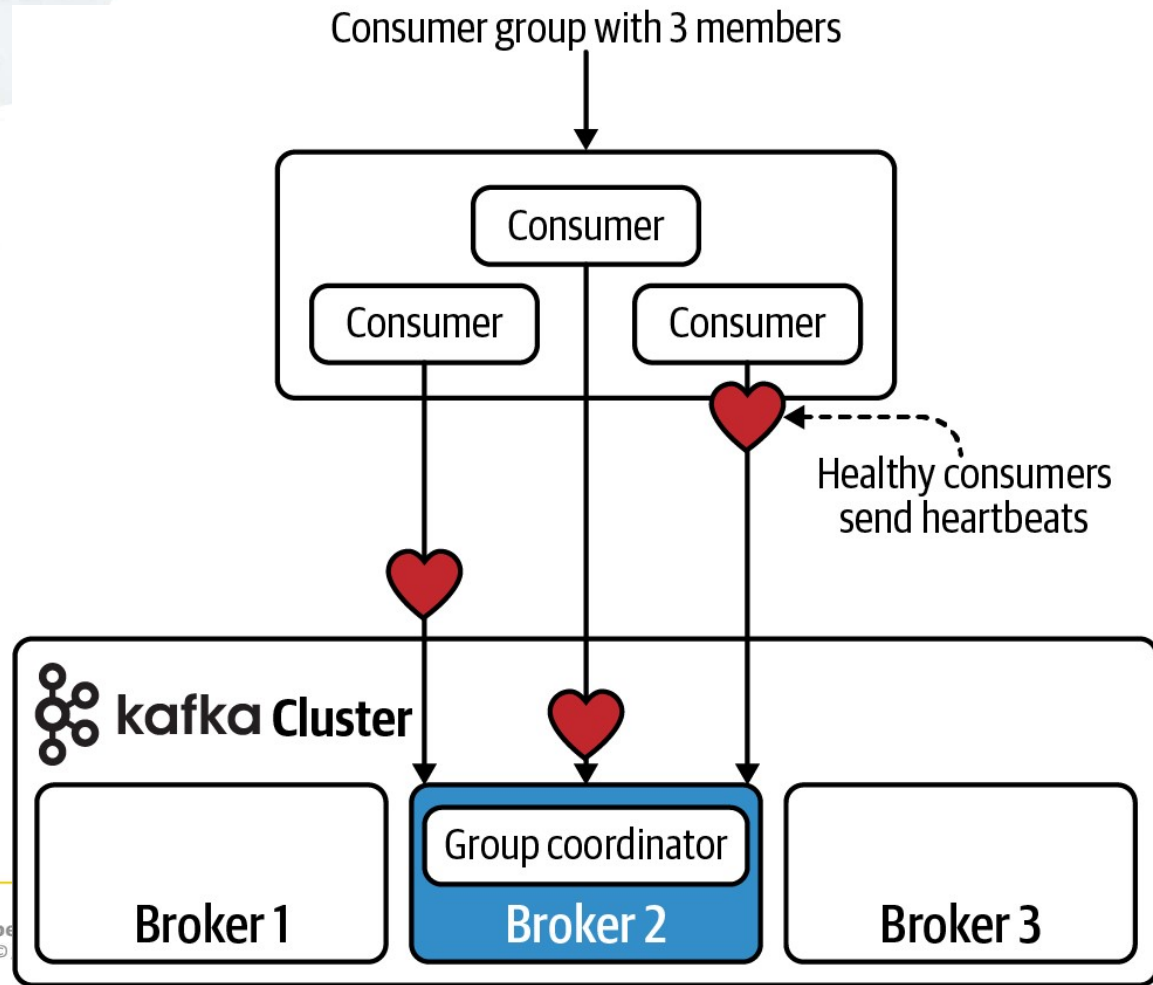 Consumer group with 3 members
Consumer
Consumer
Consumer
Healthy consumers
send heartbeats
kafka Cluster
Group coordinator
Broker 1
Broker 2
Broker 3
©